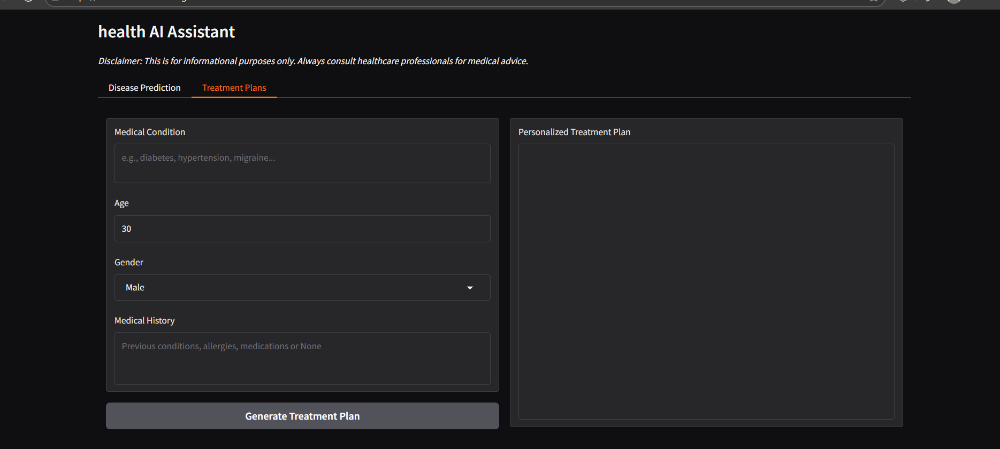 health AI Assistant
Disclaimer: This is for informational purposes only. Always consult healthcare professionals for medical advice.
Disease Prediction
Treatment Plans
Medical Condition
e.g., diabetes, hypertension, migraine...
Age
30
Gender
Male
Medical History
Previous conditions, allergies, medications or None
Generate Treatment Plan
Personalized Treatment Plan